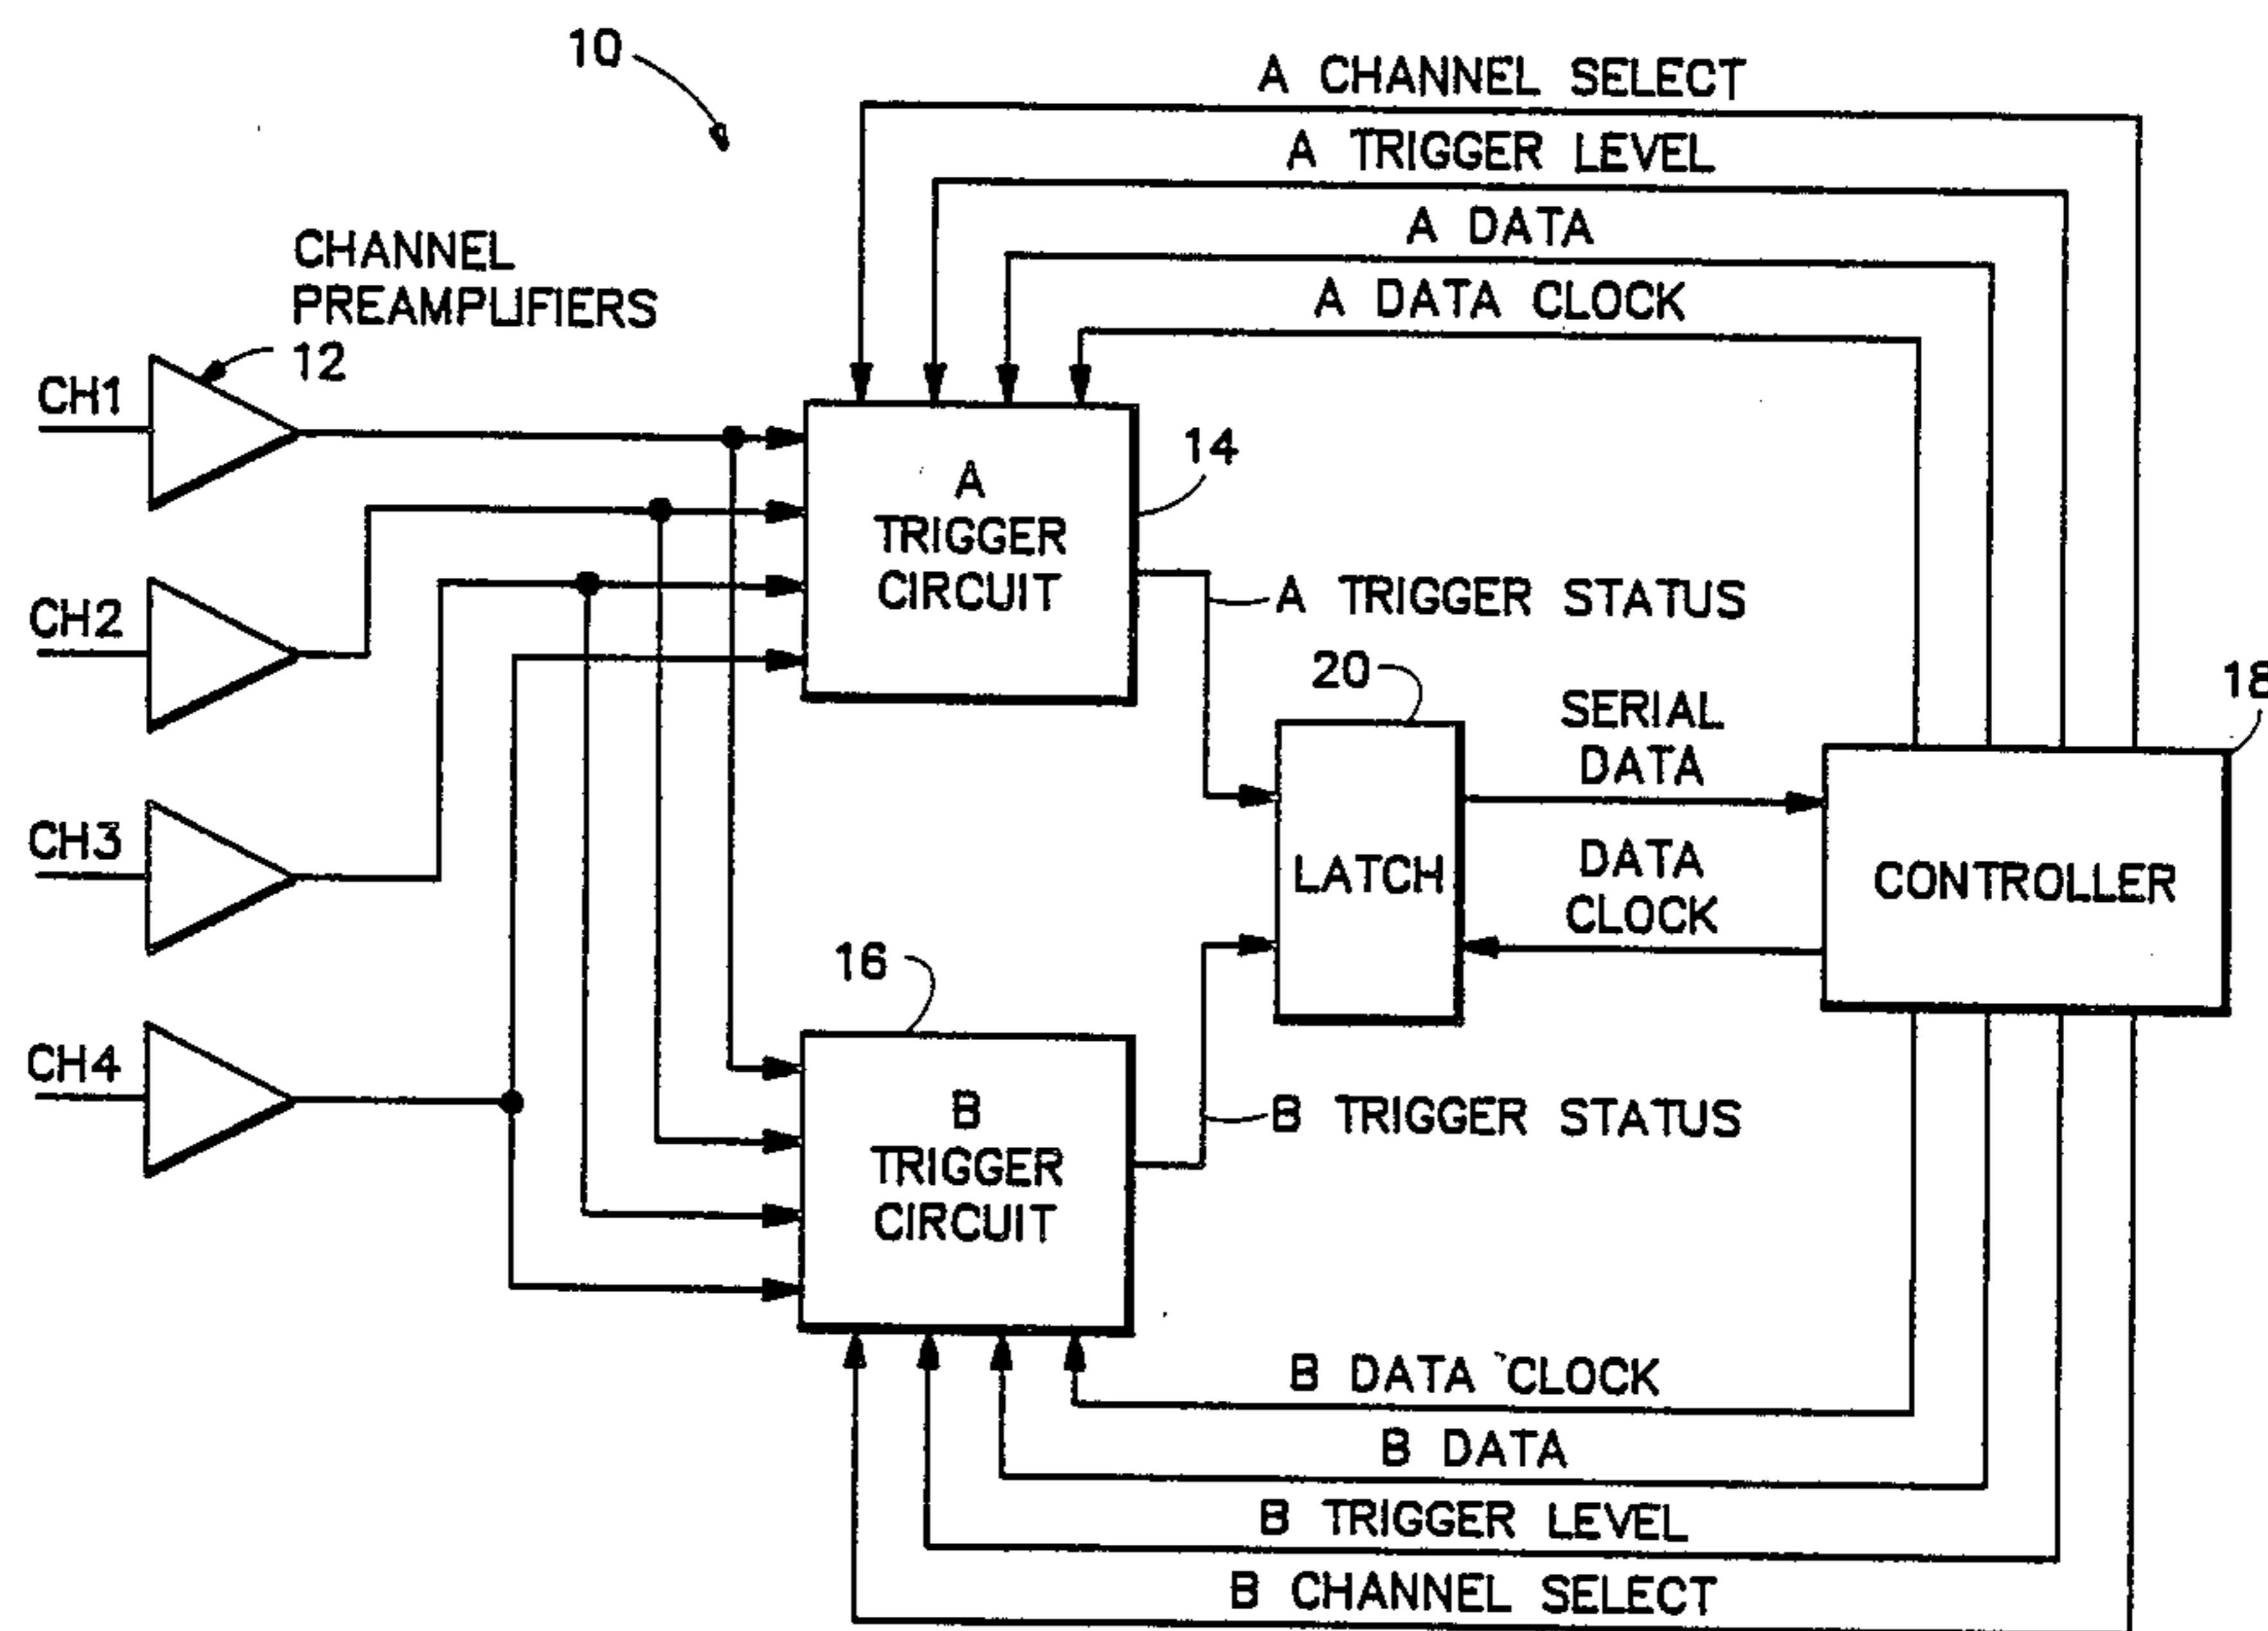 10
A CHANNEL SELECT
A TRIGGER LEVEL
A DATA
A DATA CLOCK
CHANNEL
PREAMPLIFIERS
12
CH1
CH2
CH3
CH4
A
TRIGGER
CIRCUIT
14
A TRIGGER STATUS
20
LATCH
SERIAL
DATA
DATA
CLOCK
18
CONTROLLER
16
B
TRIGGER
CIRCUIT
B TRIGGER STATUS
B DATA CLOCK
B DATA
B TRIGGER LEVEL
B CHANNEL SELECT